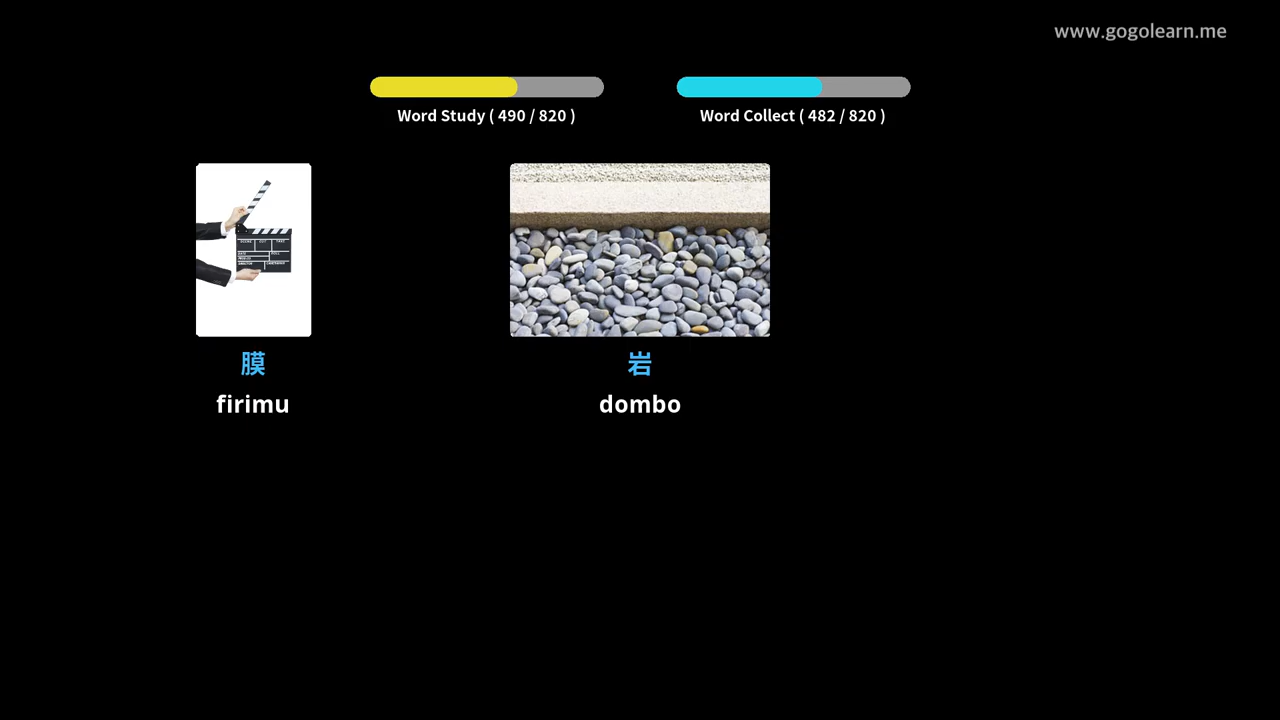 www.gogolearn.me
Word Study ( 490 / 820 )
Word Collect ( 482 / 820 )
膜
firimu
岩
dombo